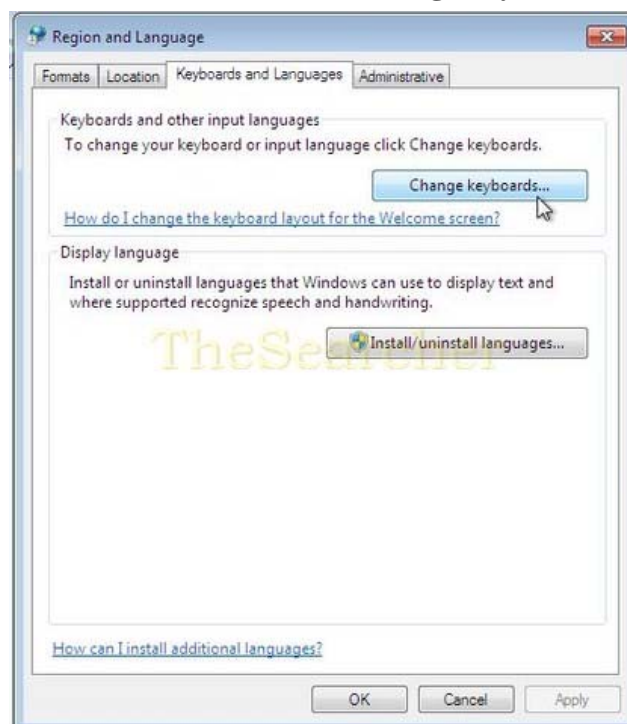 Region and Language
Formats Location Keyboards and Languages Administrative
Keyboards and other input languages
To change your keyboard or input language click Change keyboards.
Change keyboards...
How do I change the keyboard layout for the Welcome screen?
Display language
Install or uninstall languages that Windows can use to display text and
where supported recognize speech and handwriting.
TheSearcher
Install/uninstall languages...
How can I install additional languages?
OK Cancel Apply